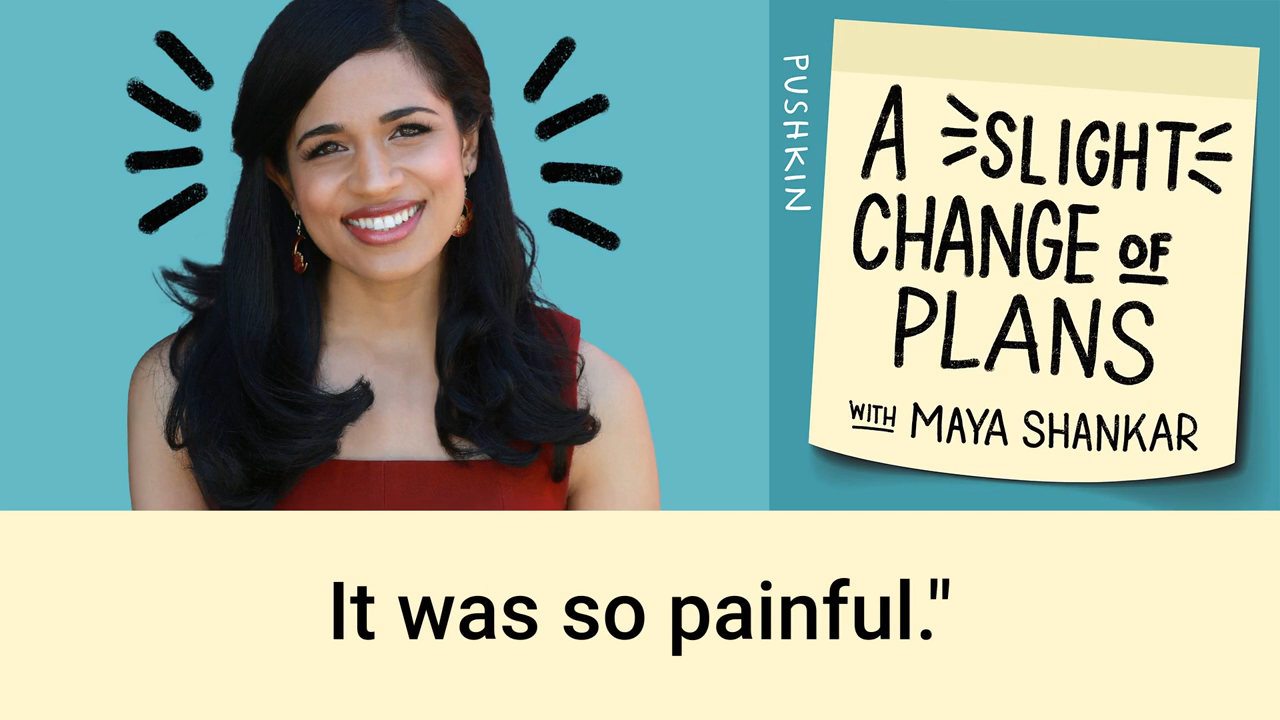 PUSHKIN
A SLIGHT
CHANGE OF
PLANS
WITH MAYA SHANKAR
It was so painful."